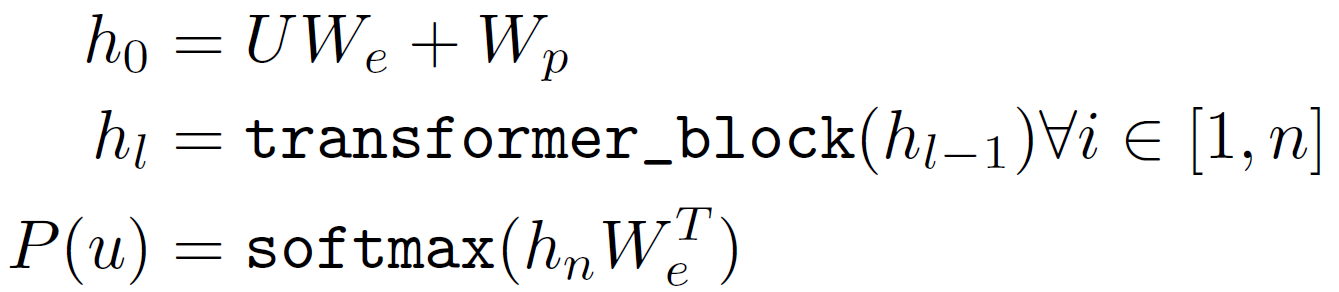 h_0 = UW_e + W_p
h_l = transformer_block(h_{l−1})∀i ∈ [1, n]
P(u) = softmax(h_n W_e^T)